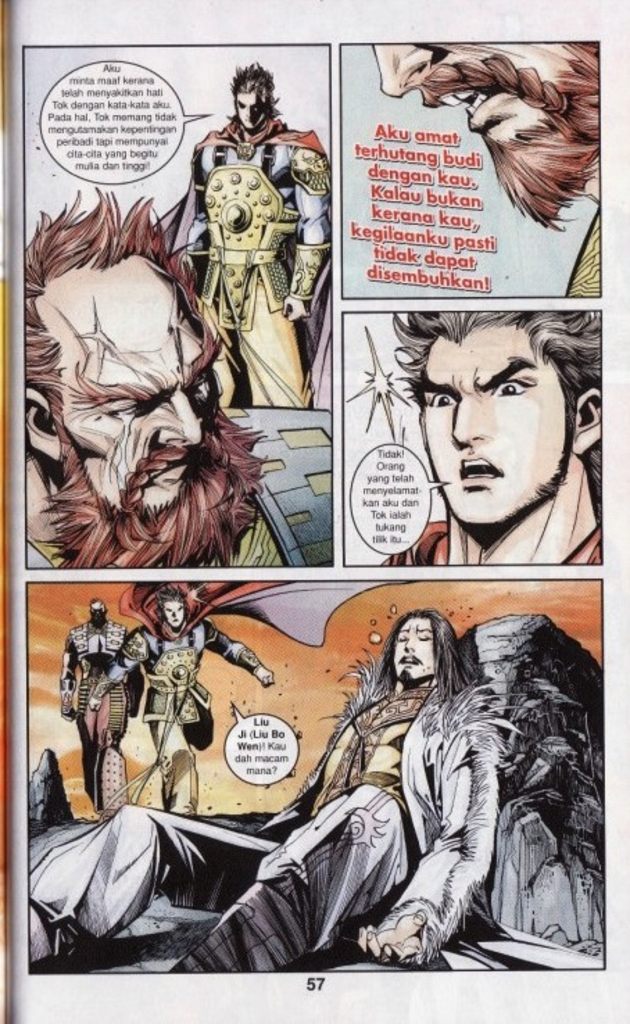 Aku
minta maaf kerana
telah menyakitkan hati
Tok dengan kata-kata aku.
Pada hal, Tok memang tidak
mengutamakan kepentingan
peribadi tapi mempunyai
cita-cita yang begitu
mulia dan tinggi!
Aku amat
terhutang budi
dengan kau.
Kalau bukan
kerana kau,
kegilaanku pasti
tidak dapat
disembuhkan!
Tidak!
Orang
yang telah
menyelamat-
kan aku dan
Tok ialah
tukang
tilik itu...
Liu
Ji (Liu Bo
Wen)! Kau
dah macam
mana?
57